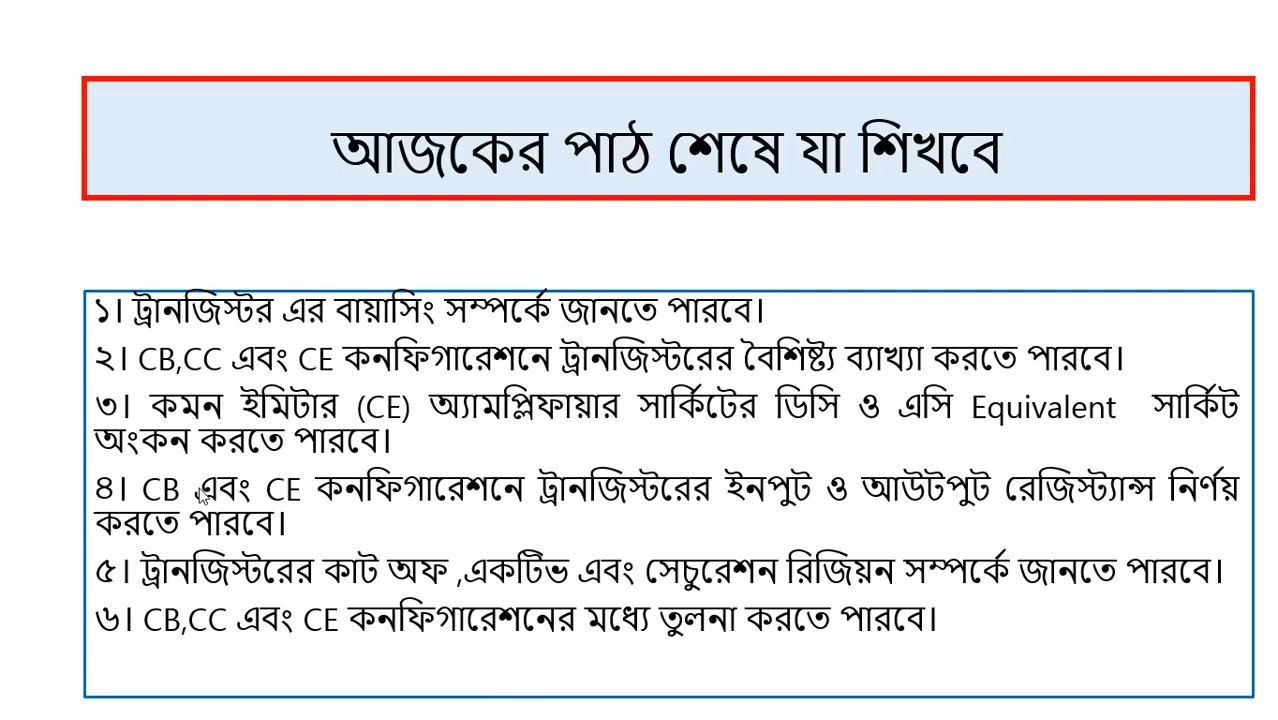 আজকের পাঠ শেষে যা শিখবে
১। ট্রানজিস্টর এর বায়াসিং সম্পর্কে জানতে পারবে।
২। CB,CC এবং CE কনফিগারেশনে ট্রানজিস্টরের বৈশিষ্ট্য ব্যাখ্যা করতে পারবে।
৩। কমন ইমিটার (CE) অ্যামপ্লিফায়ার সার্কিটের ডিসি ও এসি Equivalent সার্কিট
অংকন করতে পারবে।
৪। CB এবং CE কনফিগারেশনে ট্রানজিস্টরের ইনপুট ও আউটপুট রেজিস্ট্যান্স নির্ণয়
করতে পারবে।
৫। ট্রানজিস্টরের কাট অফ ,একটিভ এবং সেচুরেশন রিজিয়ন সম্পর্কে জানতে পারবে।
৬। CB,CC এবং CE কনফিগারেশনের মধ্যে তুলনা করতে পারবে।